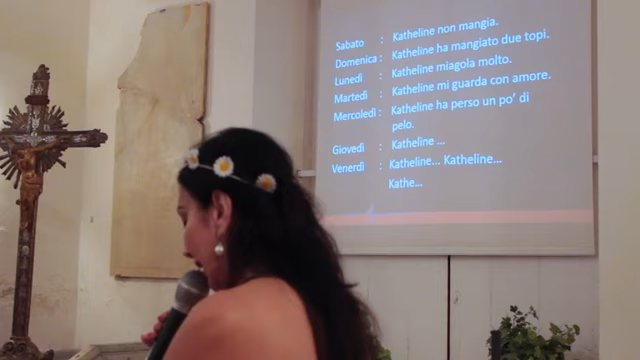 Sabato : Katheline non mangia.
Domenica : Katheline ha mangiato due topi.
Lunedì : Katheline miagola molto.
Martedì : Katheline mi guarda con amore.
Mercoledì : Katheline ha perso un po' di
pelo.
Giovedì : Katheline ...
Venerdì : Katheline... Katheline...
Kathe...